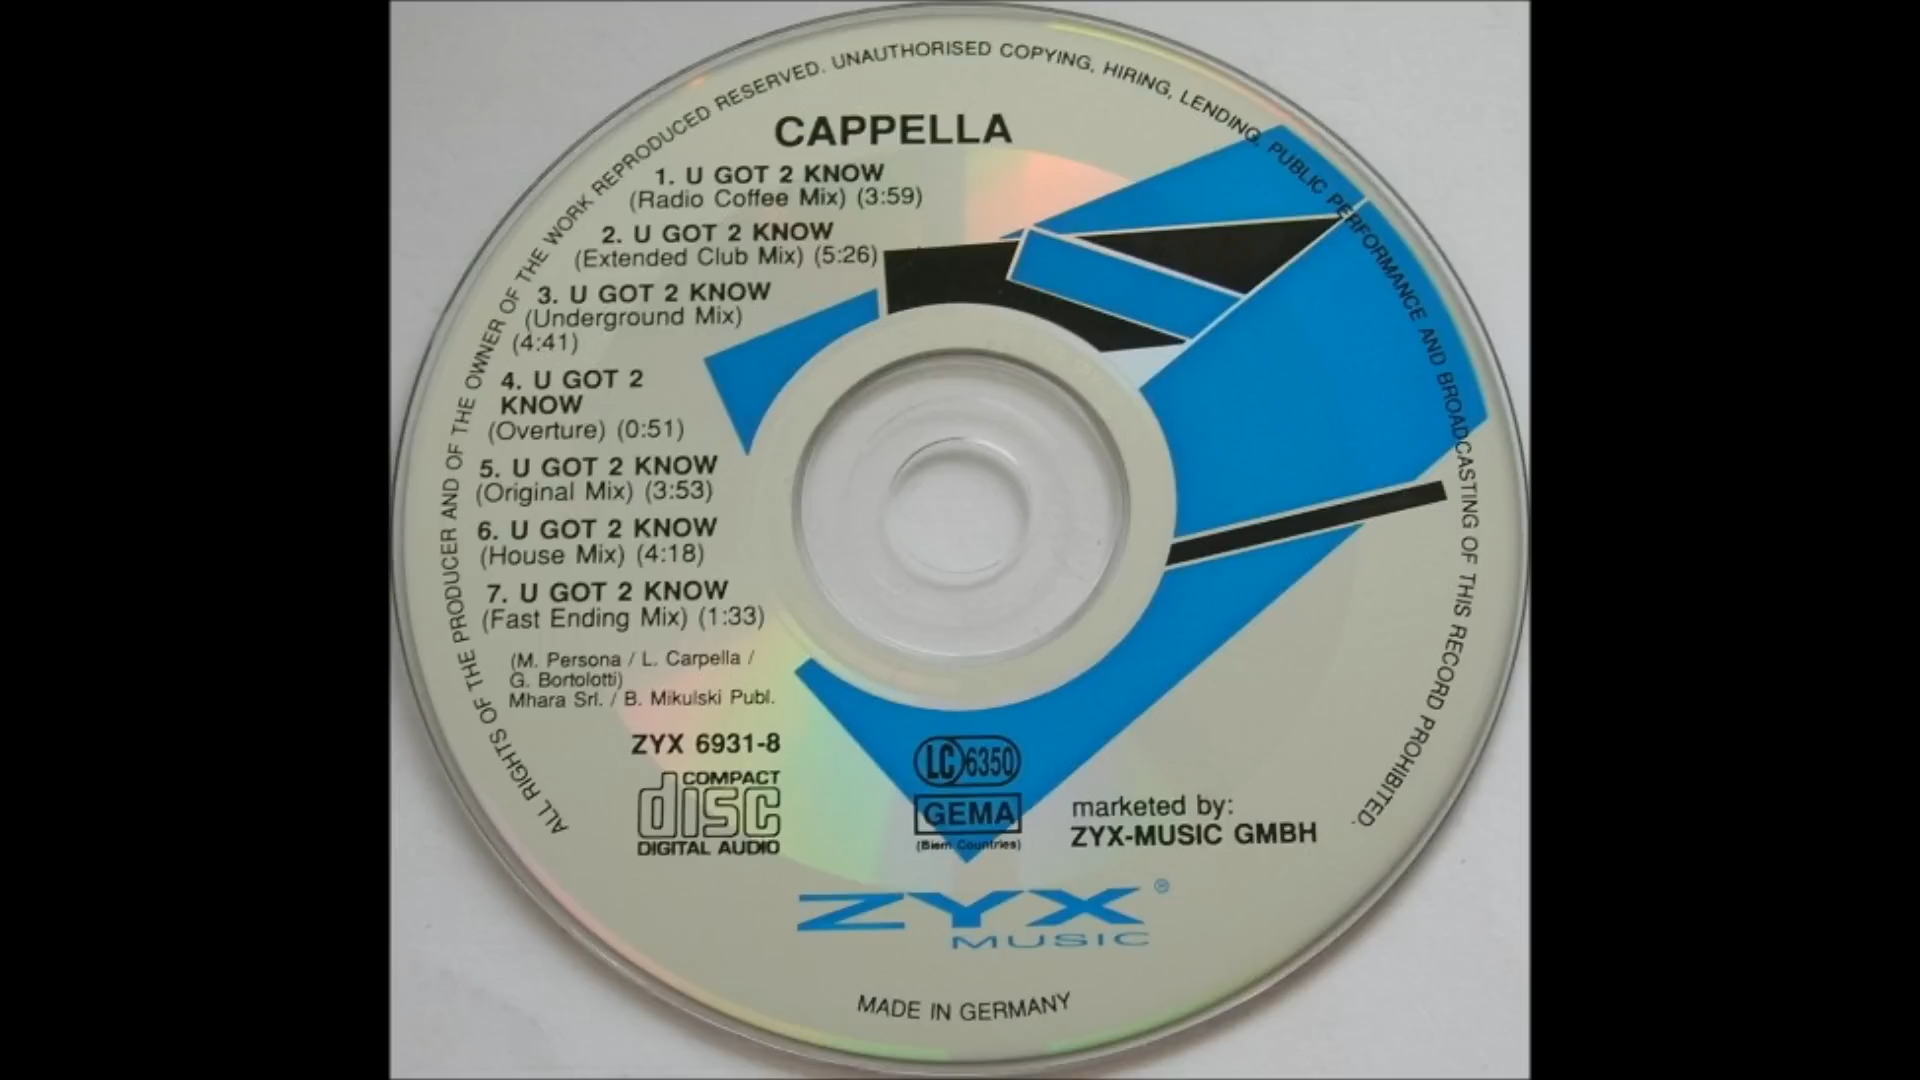 ALL RIGHTS OF THE PRODUCER AND OF THE OWNER OF THE WORK REPRODUCED RESERVED. UNAUTHORISED COPYING, HIRING, LENDING, PUBLIC PERFORMANCE AND BROADCASTING OF THIS RECORD PROHIBITED.
CAPPELLA
1. U GOT 2 KNOW
(Radio Coffee Mix) (3:59)
2. U GOT 2 KNOW
(Extended Club Mix) (5:26)
3. U GOT 2 KNOW
(Underground Mix)
(4:41)
4. U GOT 2
KNOW
(Overture) (0:51)
5. U GOT 2 KNOW
(Original Mix) (3:53)
6. U GOT 2 KNOW
(House Mix) (4:18)
7. U GOT 2 KNOW
(Fast Ending Mix) (1:33)
(M. Persona / L. Carpella /
G. Bortolotti)
Mhara Srl. / B. Mikulski Publ.
ZYX 6931-8
COMPACT
disc
DIGITAL AUDIO
LC 6350
GEMA
(Biem Countries)
marketed by:
ZYX-MUSIC GMBH
ZYX ®
MUSIC
MADE IN GERMANY